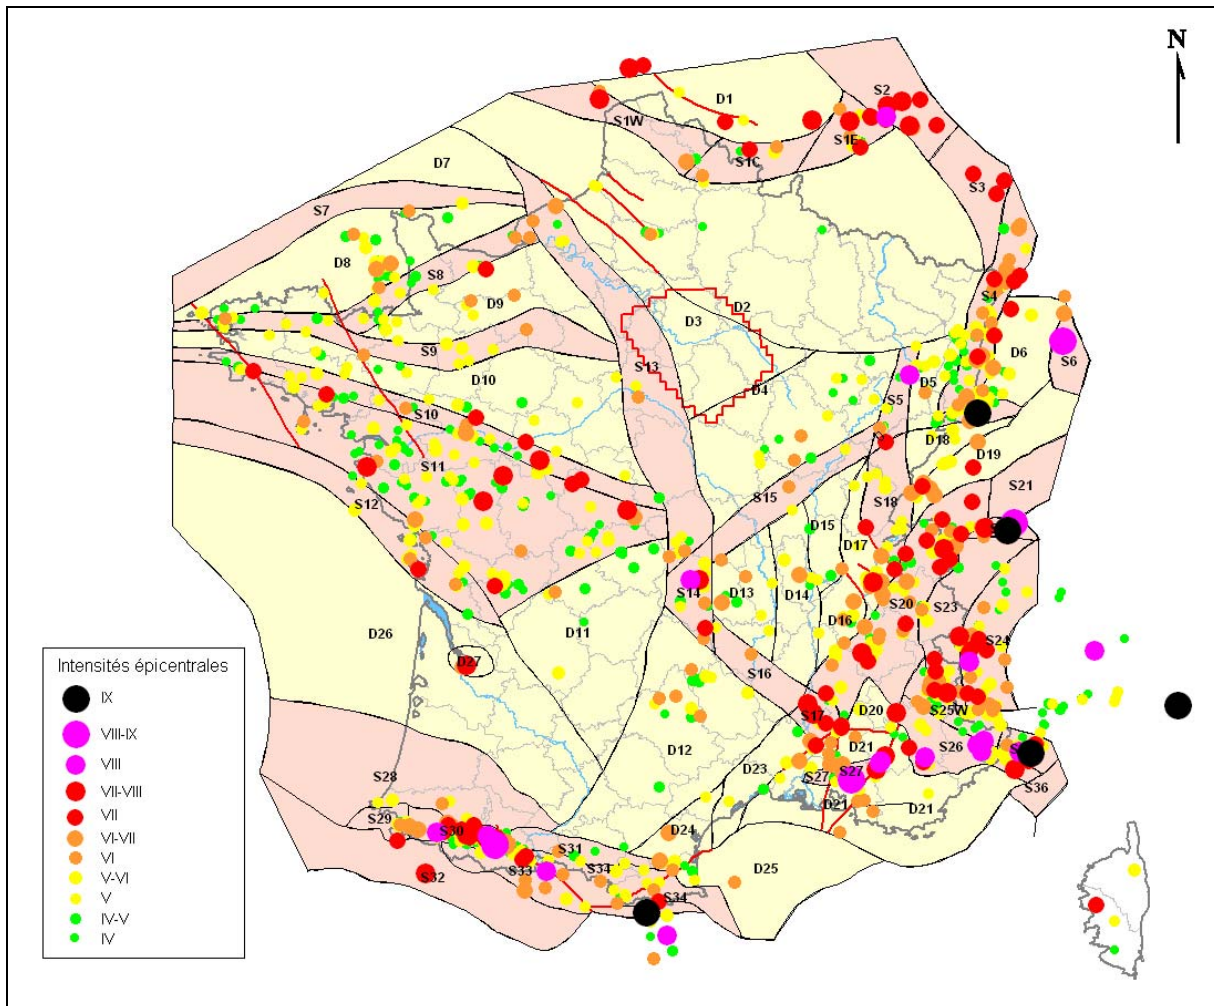 N
S2
D1
S1W
S1E
S1C
D7
S3
S7
D8
S8
S4
D9
D2
D3
D6
S6
S9
S13
D5
D10
D4
S5
S10
D18
D19
S11
S21
S15
S12
S18
D15
D17
S14
D13
D14
S20
S23
D26
D11
D16
S24
Intensités épicentrales
D27
S16
IX
S17
D20
S25W
VIII-IX
D12
D21
S26
VIII
D23
S27
S27
S28
S36
VII-VIII
D21
D21
VII
S29
S30
D24
VI-VII
S31
VI
S32
S33
S34
D25
V-VI
S34
V
IV-V
IV